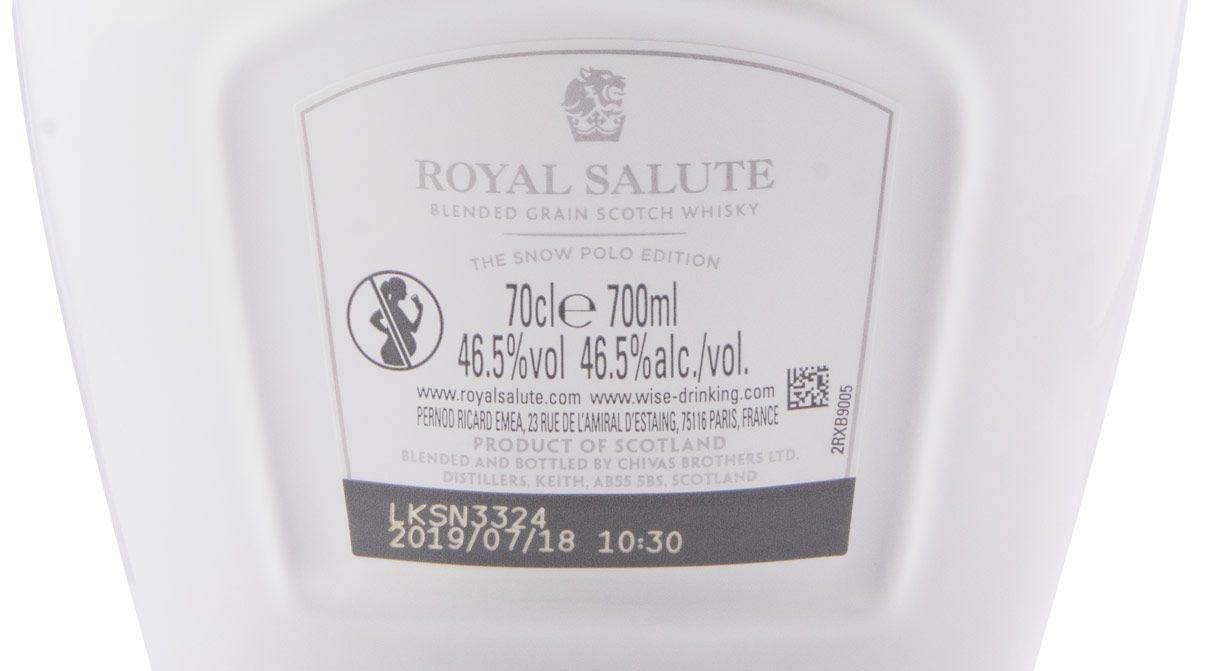 ROYAL SALUTE
BLENDED GRAIN SCOTCH WHISKY
THE SNOW POLO EDITION
70cl℮ 700ml
46.5%vol 46.5%alc./vol.
www.royalsalute.com www.wise-drinking.com
PERNOD RICARD EMEA, 23 RUE DE L'AMIRAL D'ESTAING, 75116 PARIS, FRANCE
2RXB9005
PRODUCT OF SCOTLAND
BLENDED AND BOTTLED BY CHIVAS BROTHERS LTD.
DISTILLERS, KEITH, AB55 5BS, SCOTLAND
LKSN3324
2019/07/18 10:30